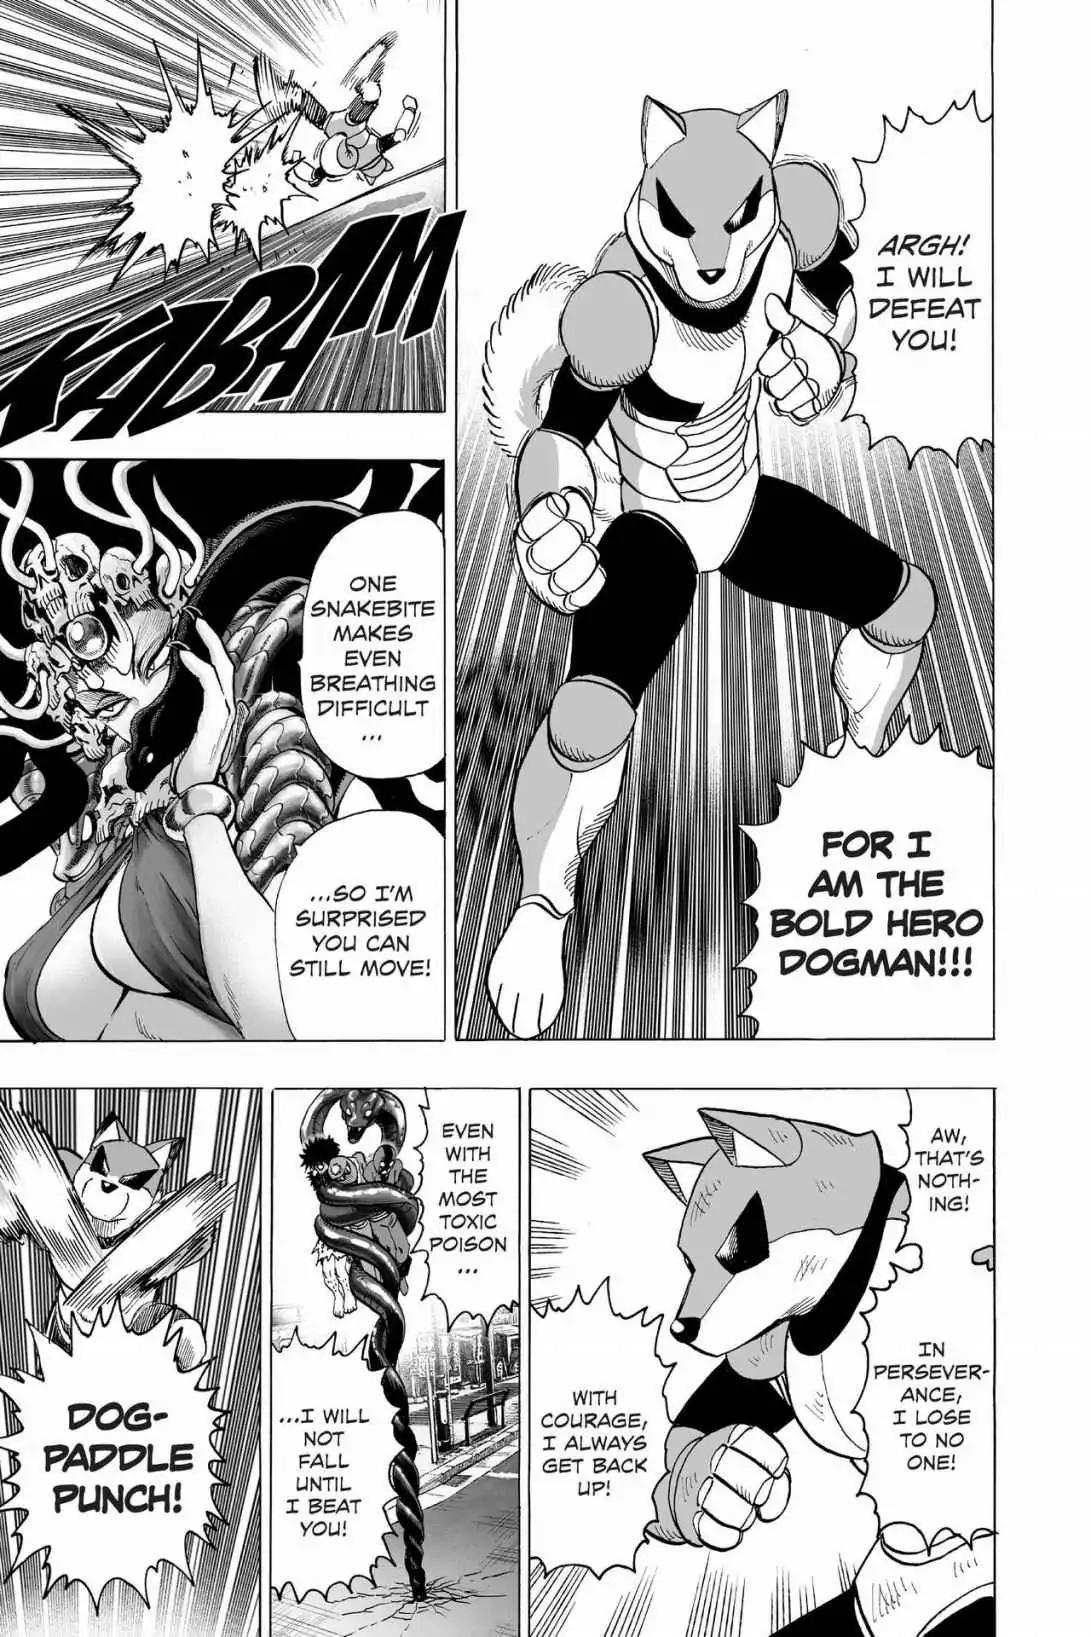 ARGH!
I WILL
DEFEAT
YOU!
FOR I
AM THE
BOLD HERO
DOGMAN!!!
KABAM
ONE
SNAKEBITE
MAKES
EVEN
BREATHING
DIFFICULT
...
...SO I'M
SURPRISED
YOU CAN
STILL MOVE!
AW,
THAT'S
NOTH-
ING!
IN
PERSEVER-
ANCE,
I LOSE
TO NO
ONE!
WITH
COURAGE,
I ALWAYS
GET BACK
UP!
EVEN
WITH
THE
MOST
TOXIC
POISON
...
...I WILL
NOT
FALL
UNTIL
I BEAT
YOU!
DOG-
PADDLE
PUNCH!